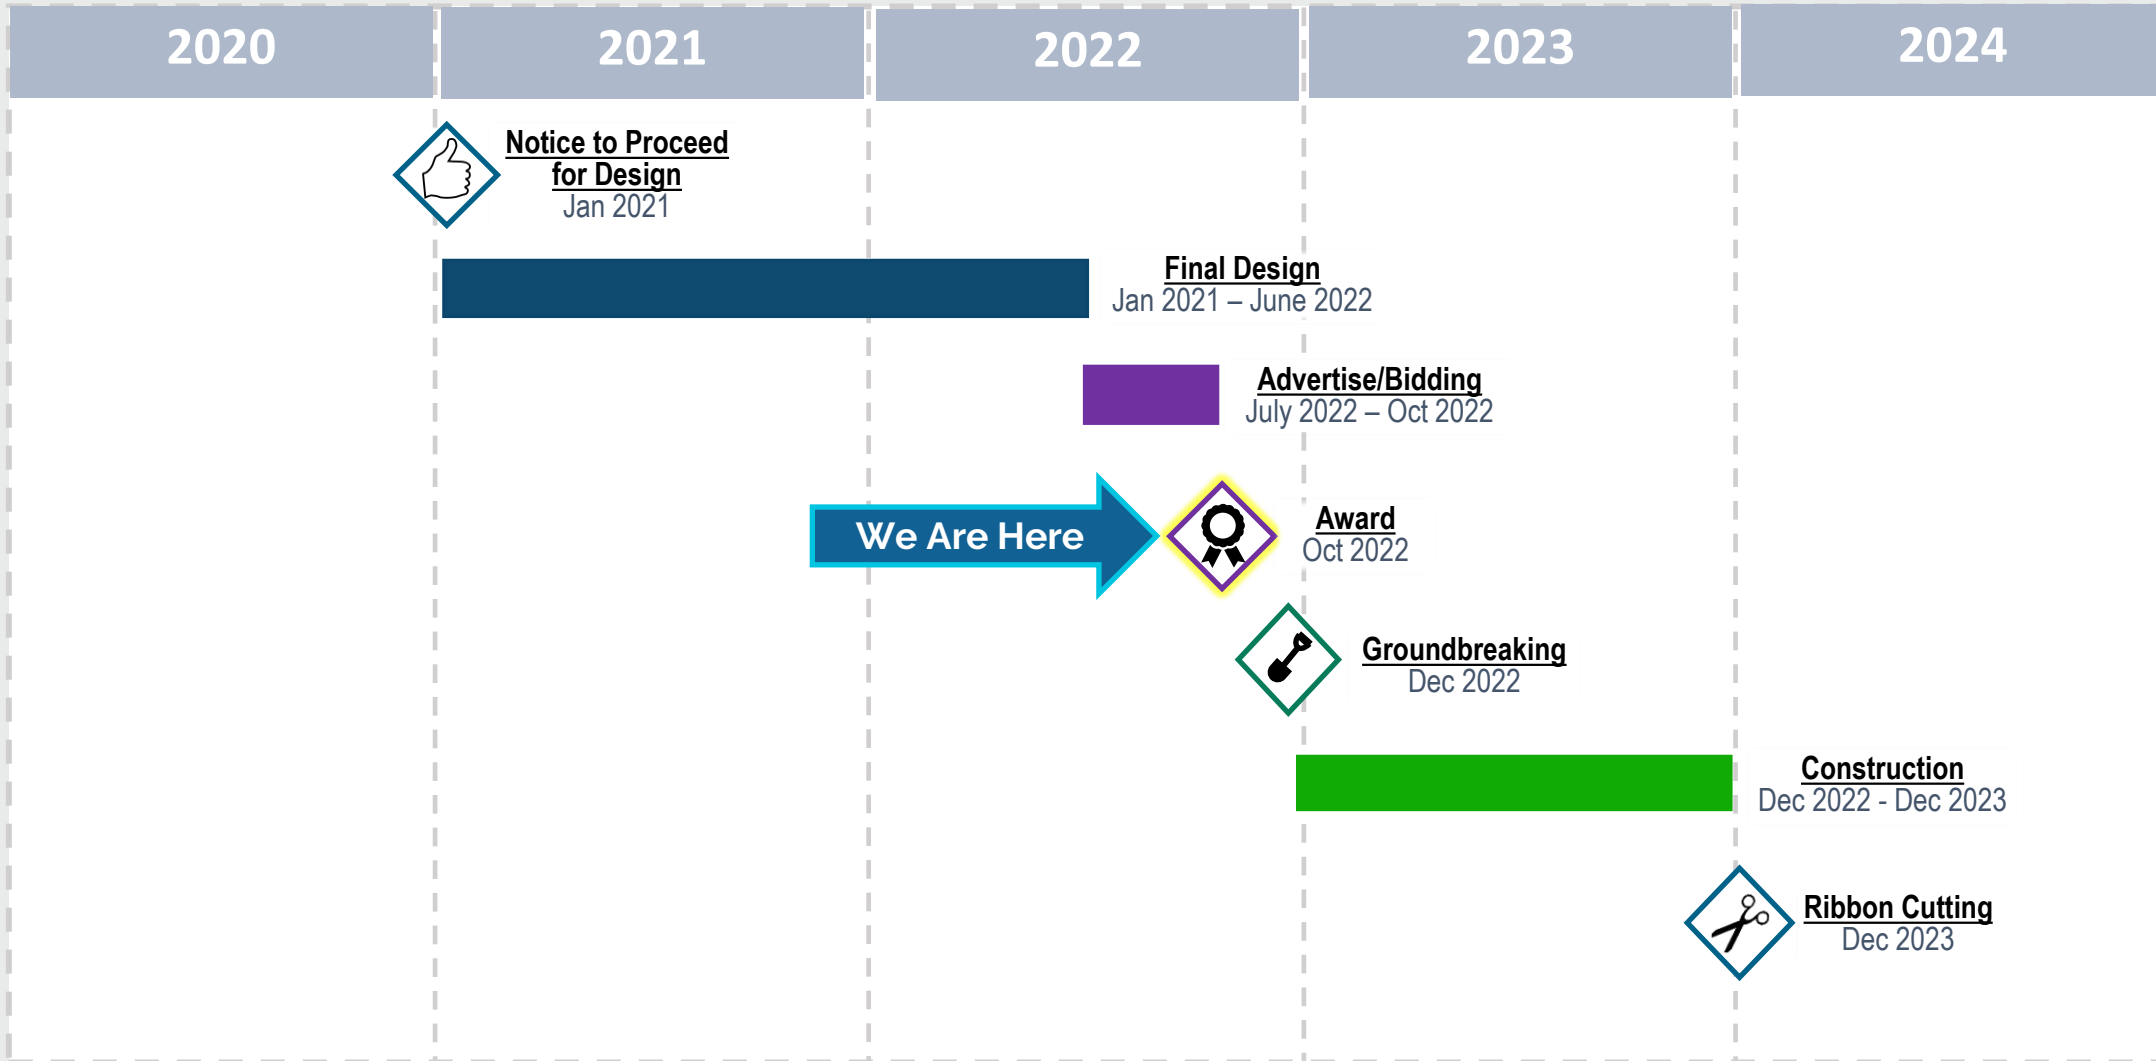 2020
2021
2022
2023
2024
Notice to Proceed
for Design
Jan 2021
Final Design
Jan 2021 – June 2022
Advertise/Bidding
July 2022 – Oct 2022
We Are Here
Award
Oct 2022
Groundbreaking
Dec 2022
Construction
Dec 2022 - Dec 2023
Ribbon Cutting
Dec 2023